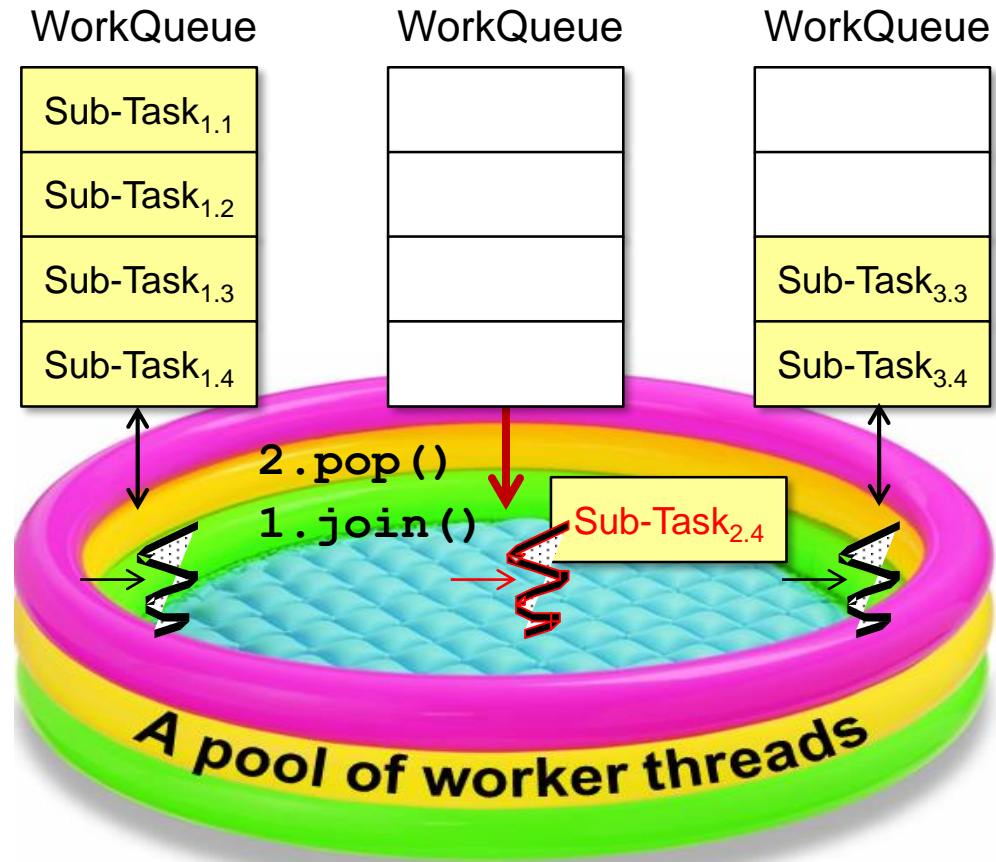 WorkQueue WorkQueue WorkQueue
Sub-Task1.1
Sub-Task1.2
Sub-Task1.3 Sub-Task3.3
Sub-Task1.4 Sub-Task3.4
2.pop()
1.join() Sub-Task2.4
A pool of worker threads